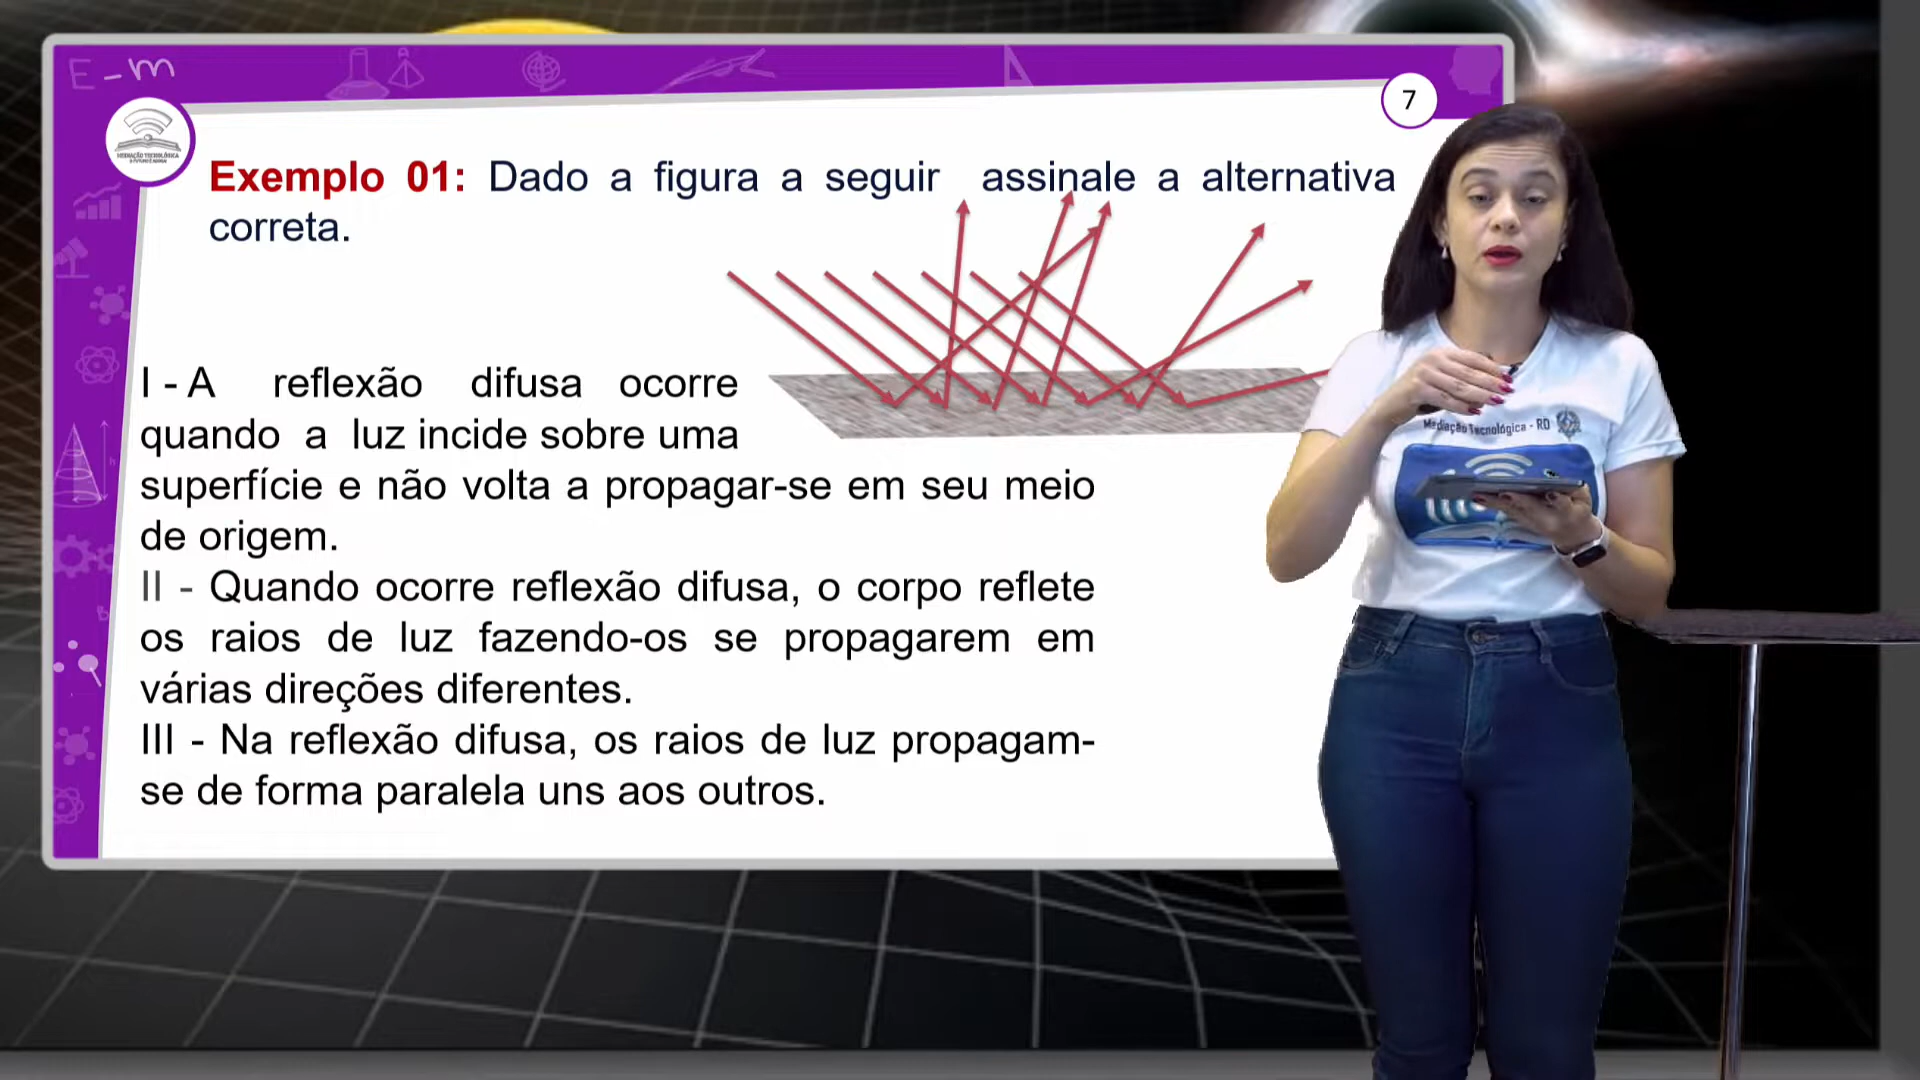 E-m
7
MEDIAÇÃO TECNOLÓGICA
Exemplo 01: Dado a figura a seguir assinale a alternativa
correta.
I - A reflexão difusa ocorre
quando a luz incide sobre uma
superfície e não volta a propagar-se em seu meio
de origem.
II - Quando ocorre reflexão difusa, o corpo reflete
os raios de luz fazendo-os se propagarem em
várias direções diferentes.
III - Na reflexão difusa, os raios de luz propagam-
se de forma paralela uns aos outros.
Mediação Tecnológica - RO